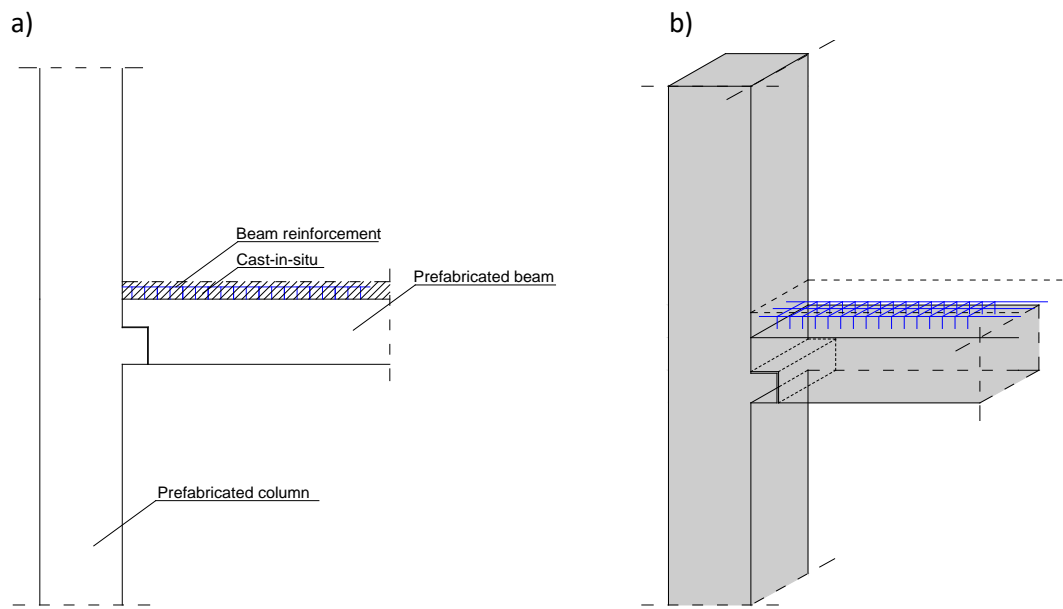 a)
b)
Beam reinforcement
Cast-in-situ
Prefabricated beam
Prefabricated column